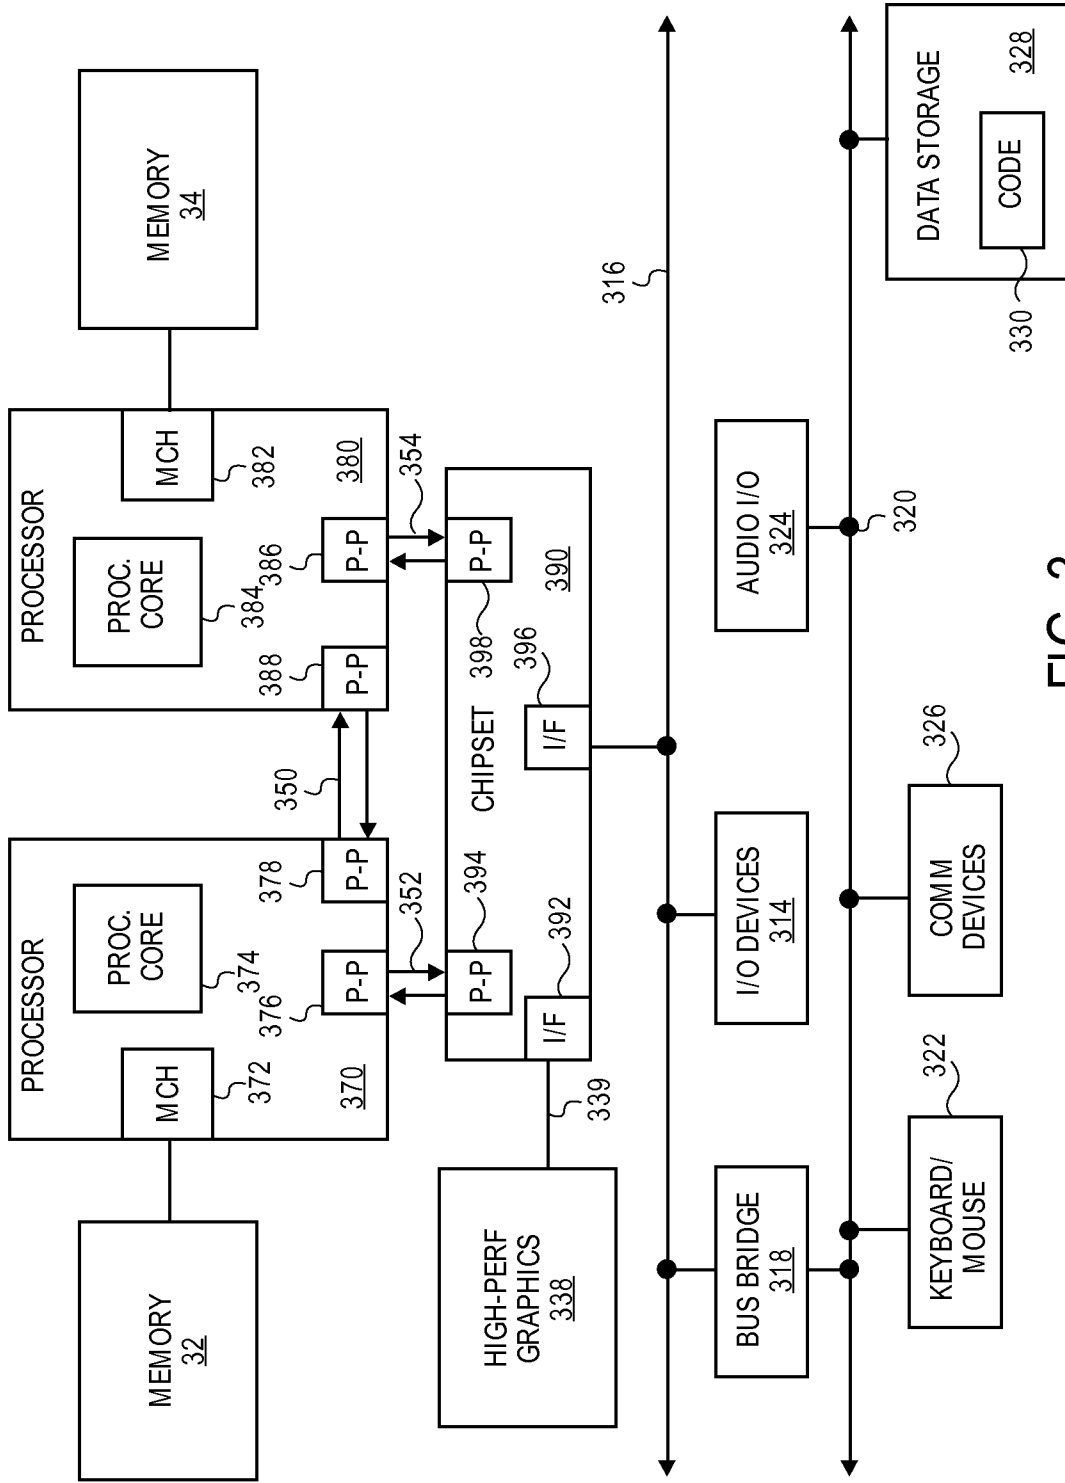 MEMORY
32
PROCESSOR
MCH
372
PROC.
CORE
374
376
P-P
378
P-P
370
350
PROCESSOR
PROC.
CORE
384
388
P-P
386
P-P
MCH
382
380
MEMORY
34
352
354
HIGH-PERF
GRAPHICS
338
339
I/F
392
P-P
394
CHIPSET
I/F
396
P-P
398
390
316
BUS BRIDGE
318
I/O DEVICES
314
AUDIO I/O
324
320
KEYBOARD/
MOUSE
322
COMM
DEVICES
326
DATA STORAGE
328
CODE
330